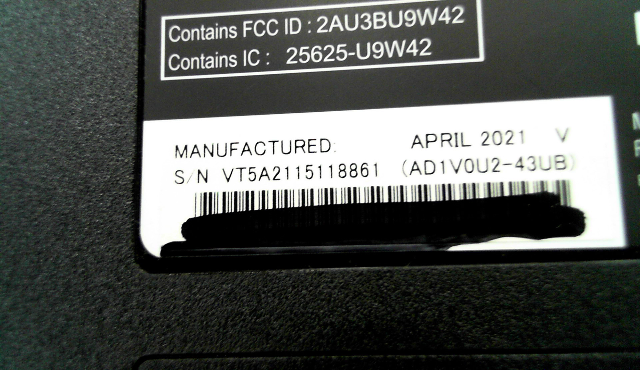 Contains FCC ID : 2AU3BU9W42
Contains IC : 25625-U9W42
MANUFACTURED: APRIL 2021 V
S/N VT5A2115118861 (AD1V0U2-43UB)